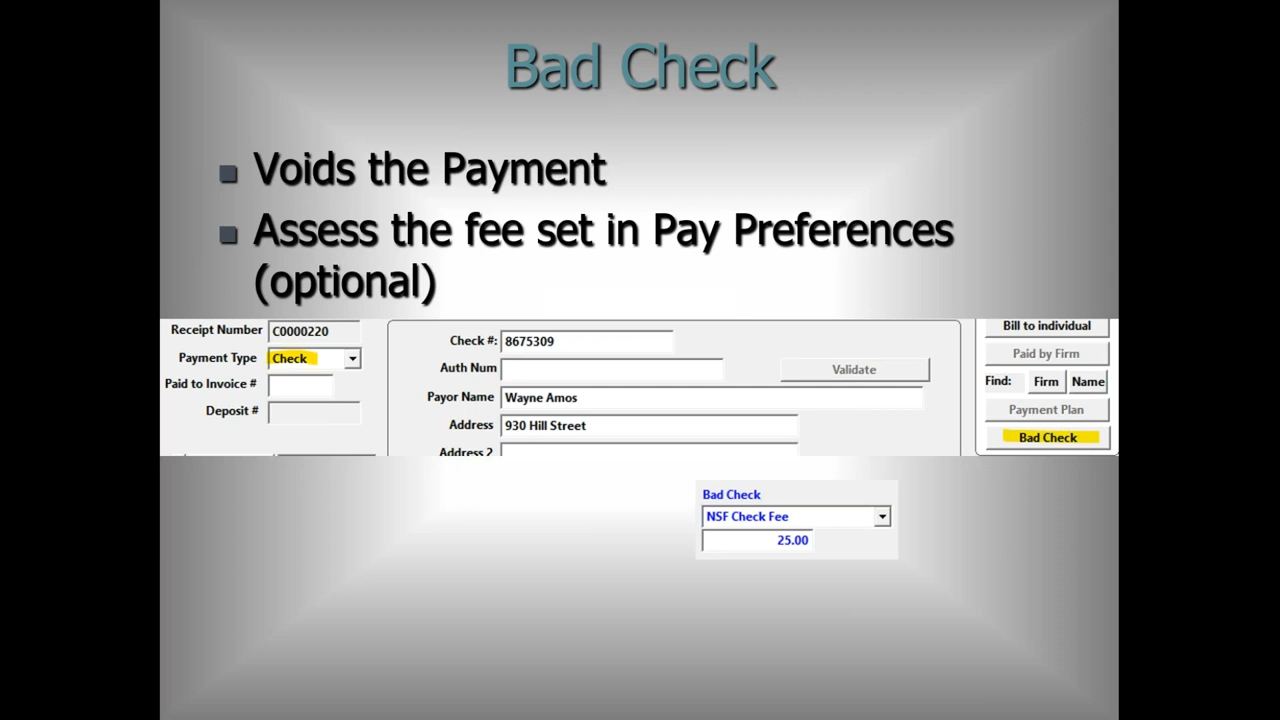 Bad Check
Voids the Payment
Assess the fee set in Pay Preferences
(optional)
Receipt Number C0000220
Payment Type Check
Paid to Invoice #
Deposit #
Check #: 8675309
Auth Num
Validate
Payor Name Wayne Amos
Address 930 Hill Street
Address 2
Bill to individual
Paid by Firm
Find: Firm Name
Payment Plan
Bad Check
Bad Check
NSF Check Fee
25.00